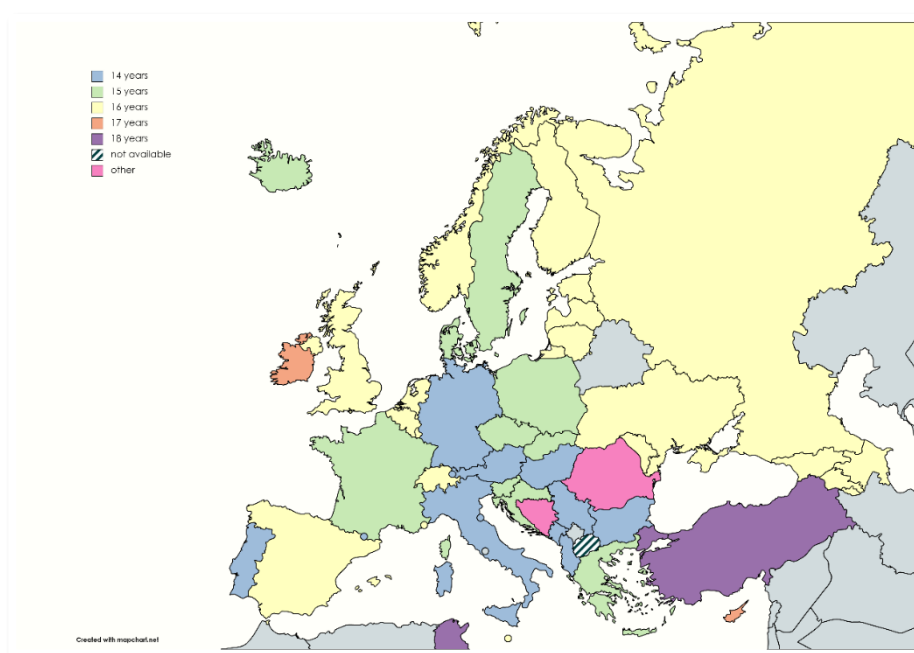 14 years
15 years
16 years
17 years
18 years
not available
other
Created with mapchart.net